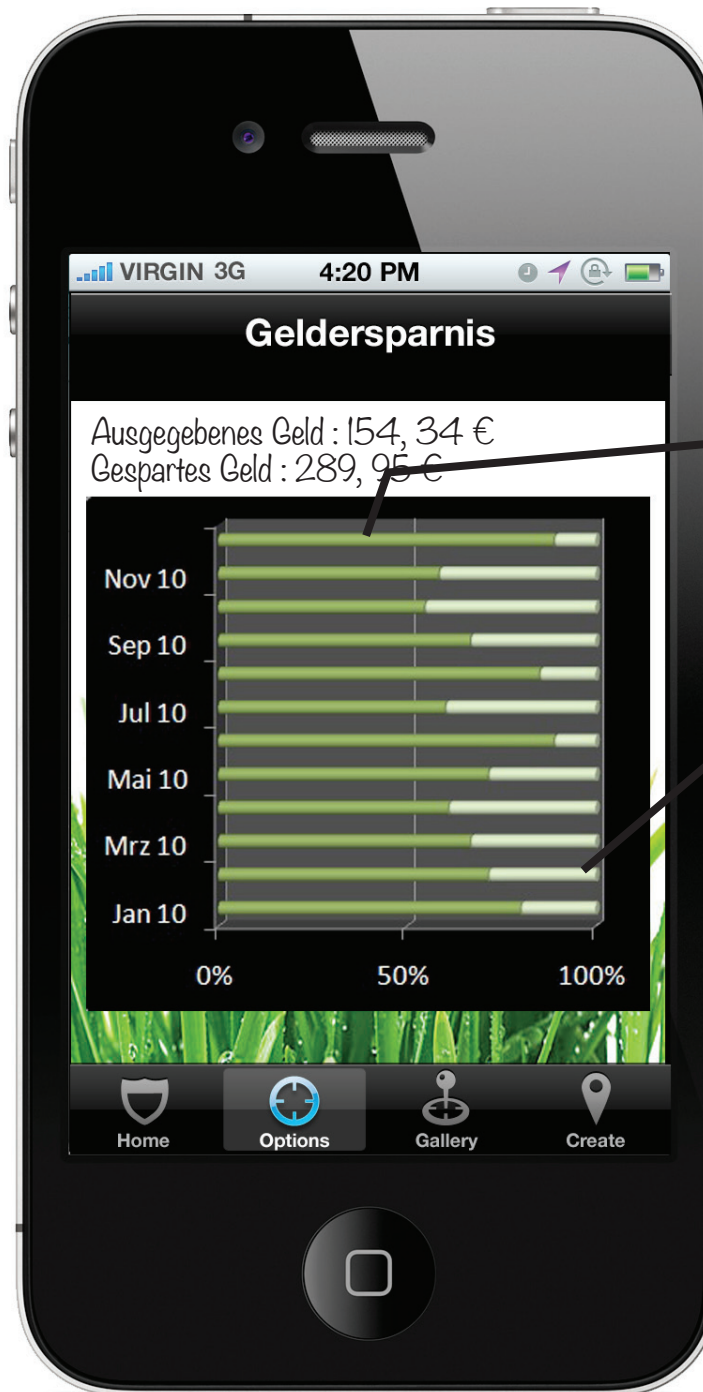 VIRGIN 3G 4:20 PM
Geldersparnis
Ausgegebenes Geld : 154, 34 €
Gespartes Geld : 289, 95 €
Nov 10
Sep 10
Jul 10
Mai 10
Mrz 10
Jan 10
0% 50% 100%
Home Options Gallery Create